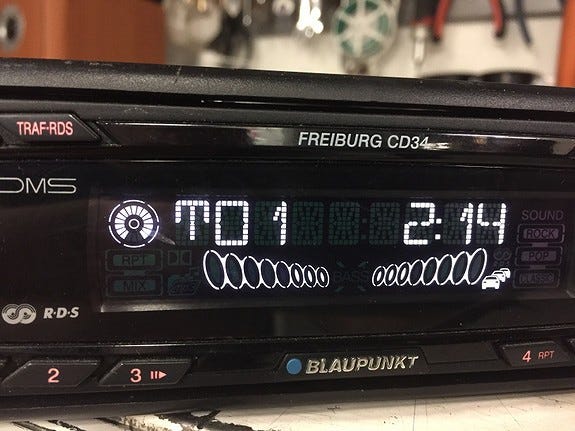 TRAF·RDS
FREIBURG CD34
DMS
T01 2:14
SOUND
RPT
ROCK
MIX
BASS
POP
CLASSIC
R·D·S
2
3
BLAUPUNKT
4 RPT